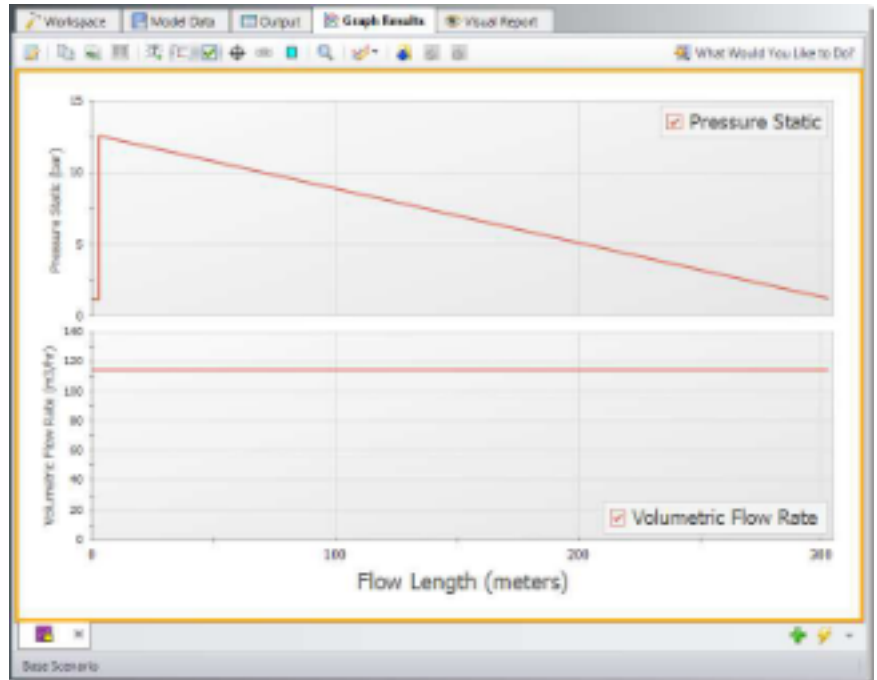 Workspace
Model Data
Output
Graph Results
Visual Report
What Would You Like to Do?
15
10
5
0
Pressure Static (bar)
Pressure Static
140
120
100
80
60
40
20
0
Volumetric Flow Rate (m3/hr)
Volumetric Flow Rate
0 100 200 300
Flow Length (meters)
Base Scenario